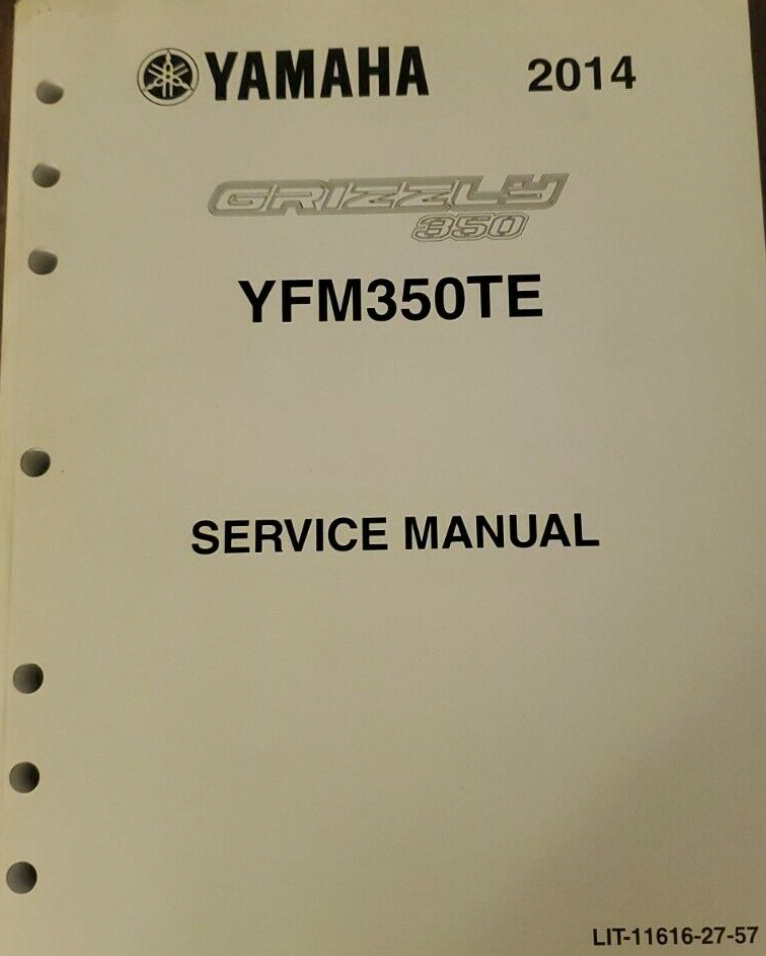 YAMAHA 2014
GRIZZLY
350
YFM350TE
SERVICE MANUAL
LIT-11616-27-57